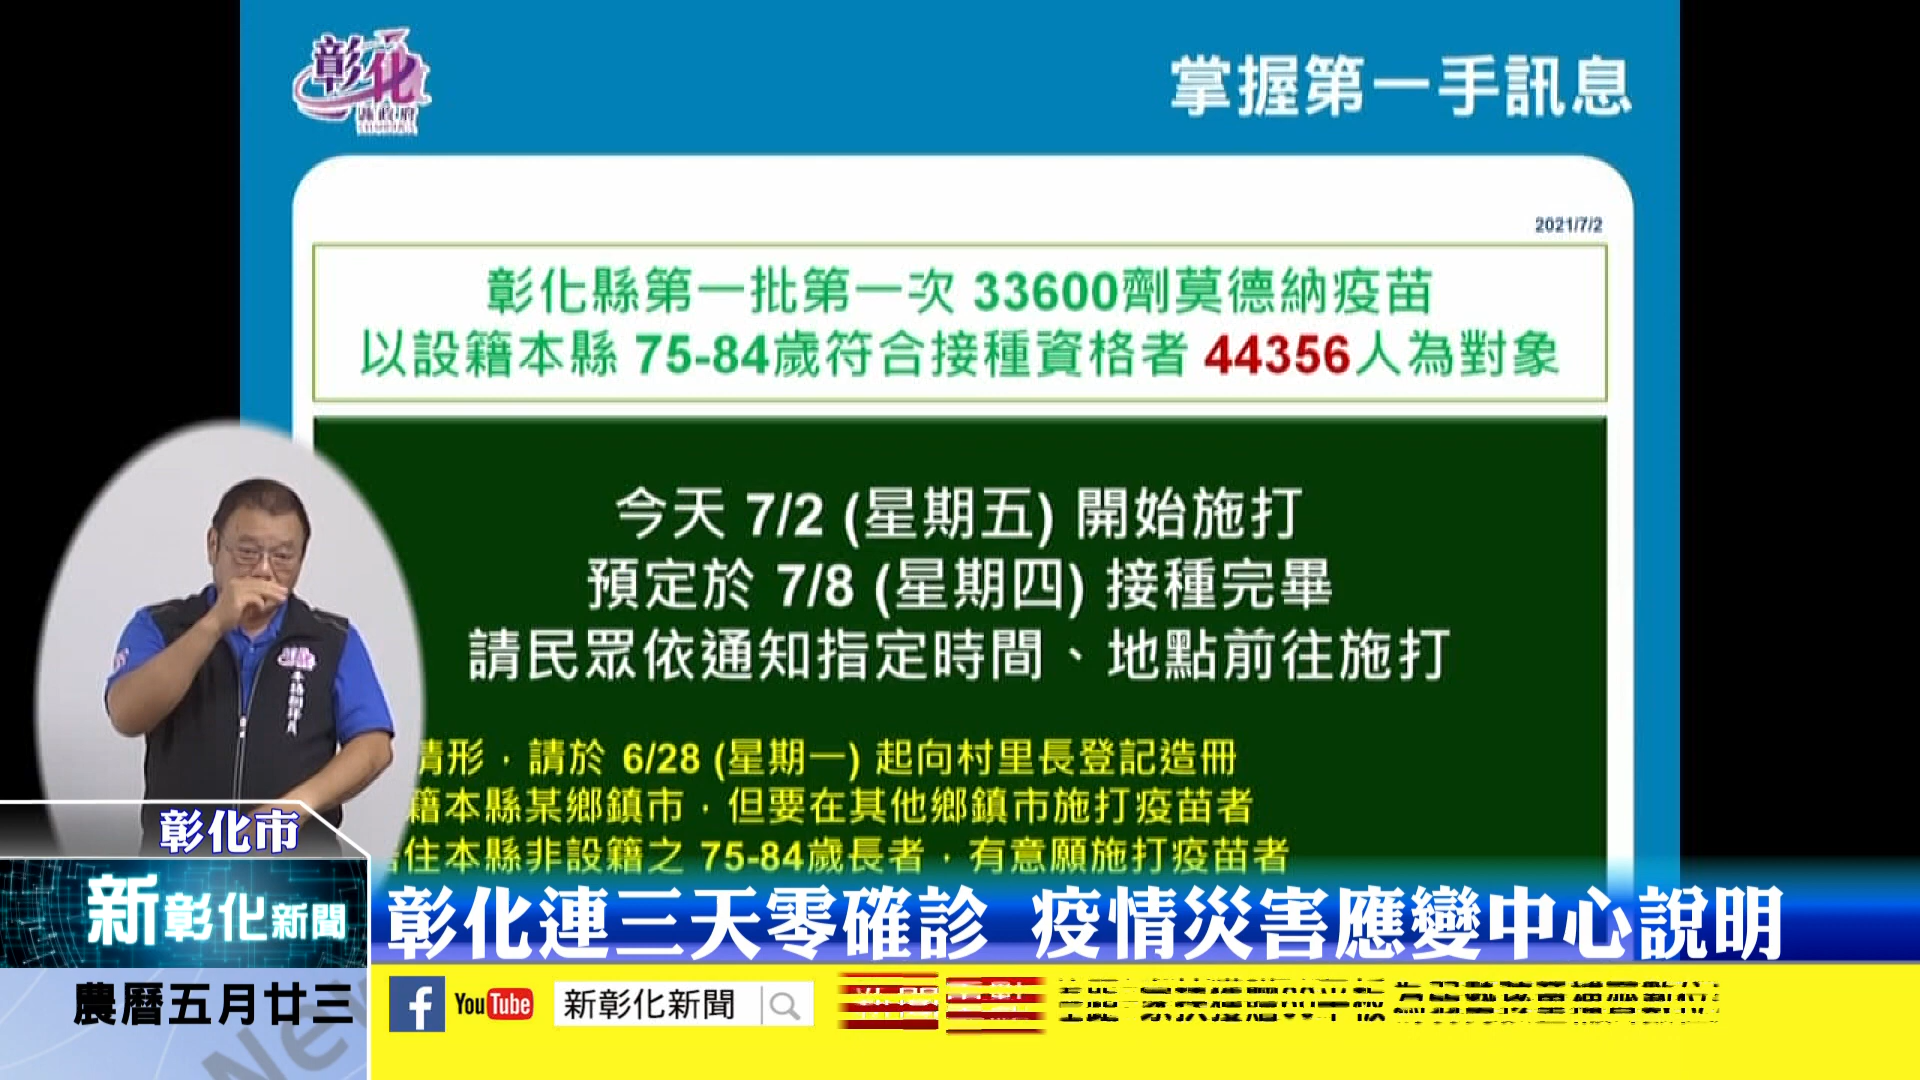 彰化
縣政府
掌握第一手訊息
2021/7/2
彰化縣第一批第一次 33600劑莫德納疫苗
以設籍本縣 75-84歲符合接種資格者 44356人為對象
今天 7/2 (星期五) 開始施打
預定於 7/8 (星期四) 接種完畢
請民眾依通知指定時間、地點前往施打
情形，請於 6/28 (星期一) 起向村里長登記造冊
籍本縣某鄉鎮市，但要在其他鄉鎮市施打疫苗者
住本縣非設籍之 75-84歲長者，有意願施打疫苗者
彰化市
新彰化新聞
彰化連三天零確診 疫情災害應變中心說明
農曆五月廿三
f YouTube 新彰化新聞